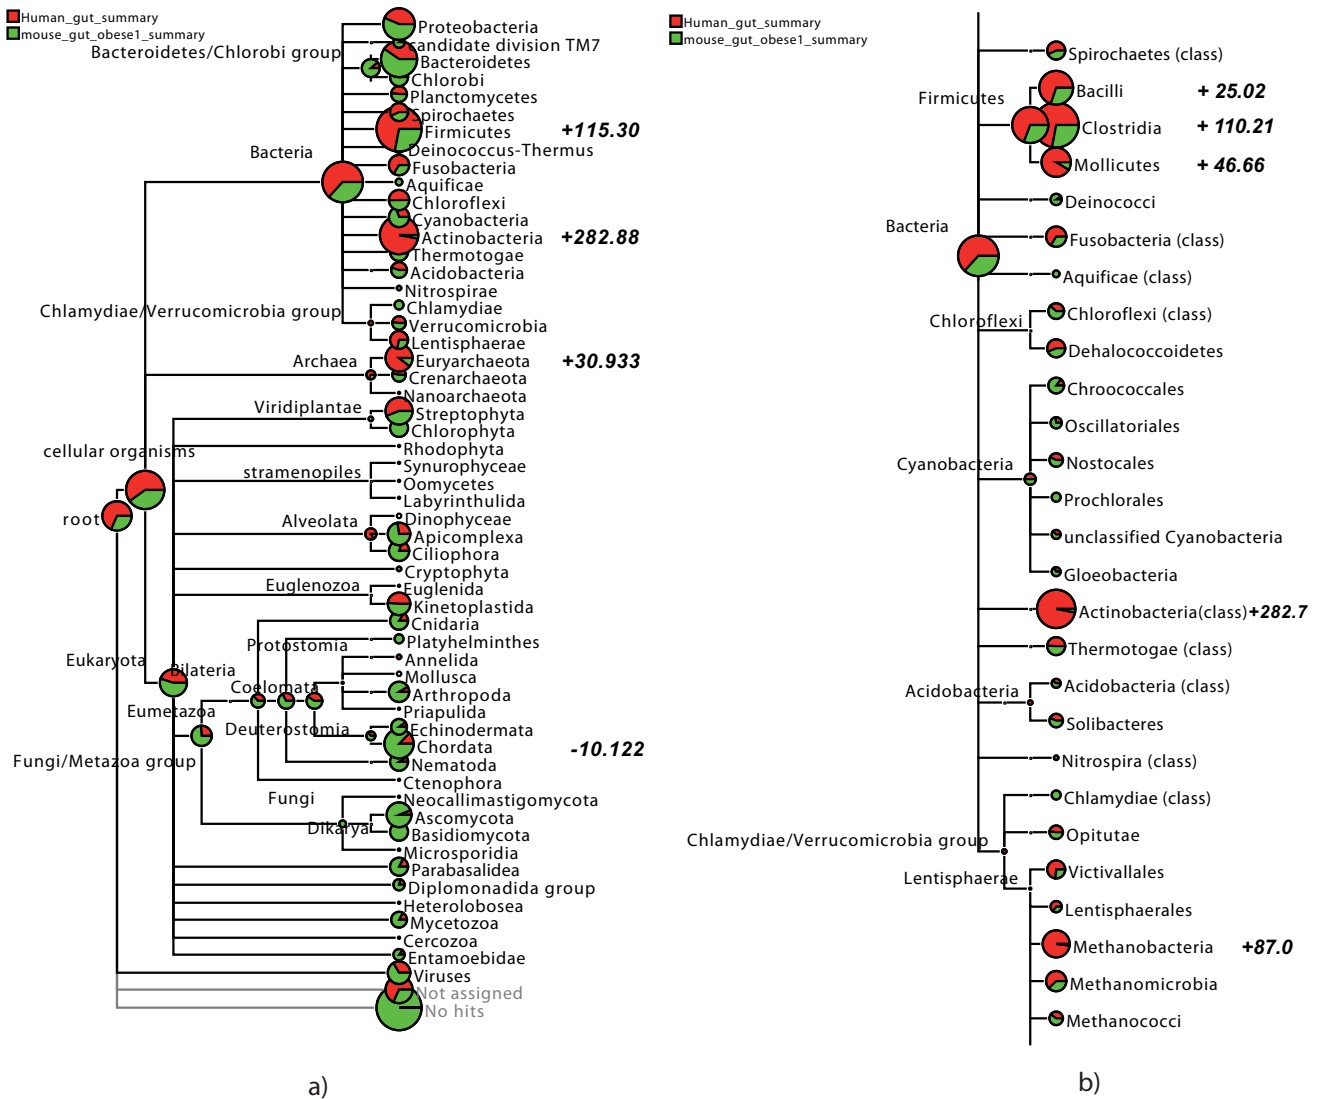 Human_gut_summary
mouse_gut_obese1_summary
Proteobacteria
candidate division TM7
Bacteroidetes/Chlorobi group
Bacteroidetes
Chlorobi
Planctomycetes
Spirochaetes
Firmicutes +115.30
Deinococcus-Thermus
Bacteria
Fusobacteria
Aquificae
Chloroflexi
Cyanobacteria
Actinobacteria +282.88
Thermotogae
Acidobacteria
Nitrospirae
Chlamydiae
Chlamydiae/Verrucomicrobia group
Verrucomicrobia
Lentisphaerae
Archaea
Euryarchaeota +30.933
Crenarchaeota
Nanoarchaeota
Viridiplantae
Streptophyta
Chlorophyta
Rhodophyta
cellular organisms
Synurophyceae
stramenopiles
Oomycetes
Labyrinthulida
root
Dinophyceae
Alveolata
Apicomplexa
Ciliophora
Cryptophyta
Euglenozoa
Euglenida
Kinetoplastida
Cnidaria
Protostomia
Platyhelminthes
Eukaryota
Annelida
Bilateria
Mollusca
Coelomata
Arthropoda
Eumetazoa
Priapulida
Deuterostomia
Echinodermata
Chordata -10.122
Fungi/Metazoa group
Nematoda
Ctenophora
Fungi
Neocallimastigomycota
Ascomycota
Dikarya
Basidiomycota
Microsporidia
Parabasalidea
Diplomonadida group
Heterolobosea
Mycetozoa
Cercozoa
Entamoebidae
Viruses
Not assigned
No hits
a)
Human_gut_summary
mouse_gut_obese1_summary
Spirochaetes (class)
Firmicutes
Bacilli + 25.02
Clostridia + 110.21
Mollicutes + 46.66
Deinococci
Bacteria
Fusobacteria (class)
Aquificae (class)
Chloroflexi
Chloroflexi (class)
Dehalococcoidetes
Chroococcales
Oscillatoriales
Cyanobacteria
Nostocales
Prochlorales
unclassified Cyanobacteria
Gloeobacteria
Actinobacteria(class)+282.7
Thermotogae (class)
Acidobacteria
Acidobacteria (class)
Solibacteres
Nitrospira (class)
Chlamydiae (class)
Chlamydiae/Verrucomicrobia group
Opitutae
Lentisphaerae
Victivallales
Lentisphaerales
Methanobacteria +87.0
Methanomicrobia
Methanococci
b)